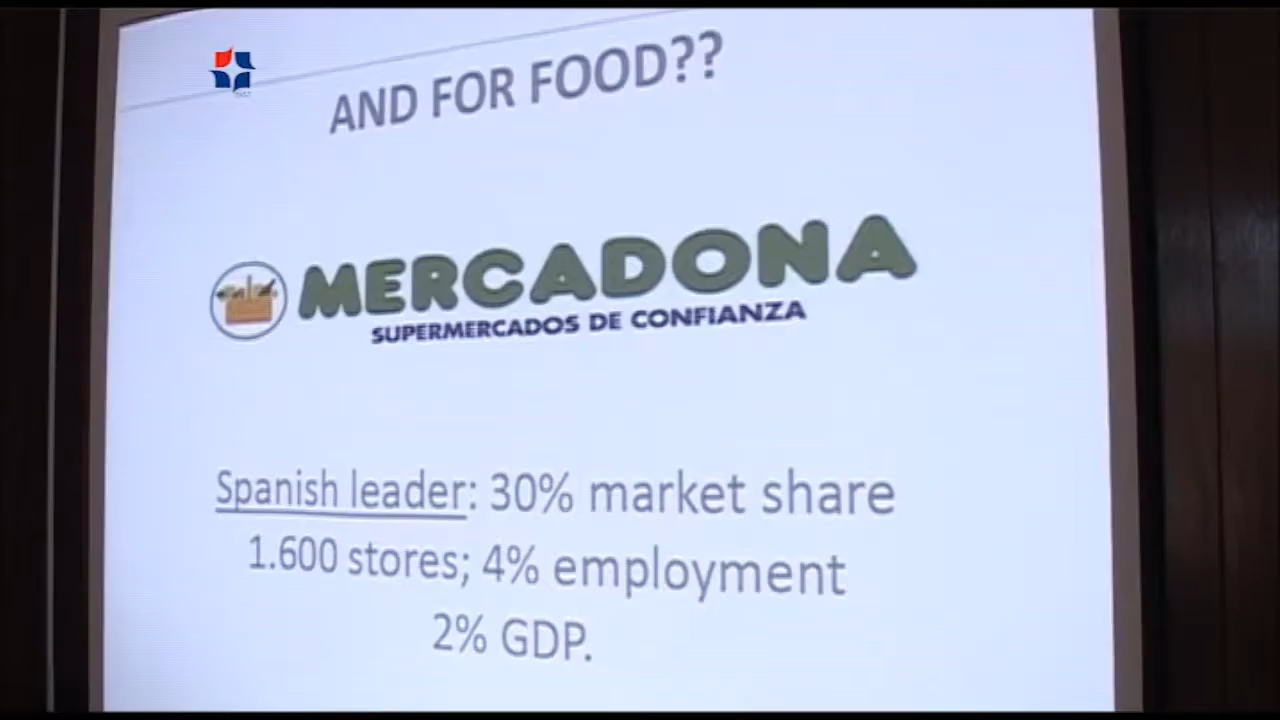 AND FOR FOOD??
MERCADONA
SUPERMERCADOS DE CONFIANZA
Spanish leader: 30% market share
1.600 stores; 4% employment
2% GDP.